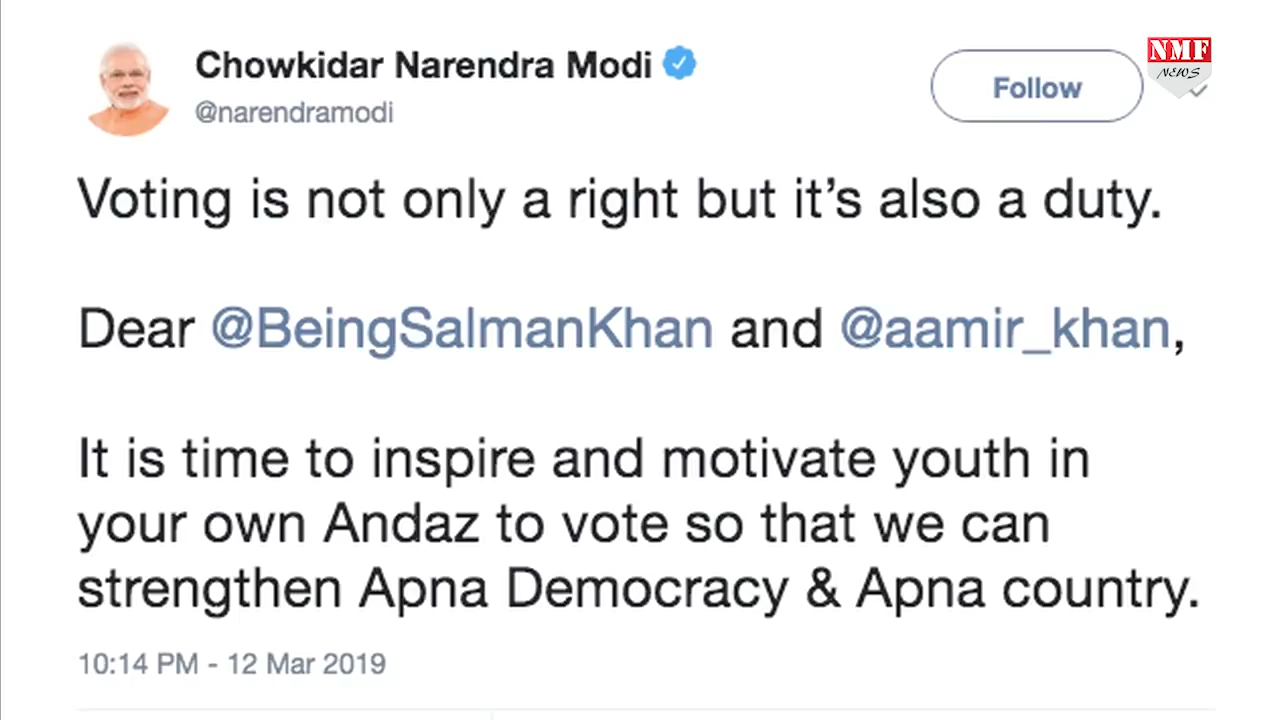 Chowkidar Narendra Modi
@narendramodi
Follow
NMF
NEWS
Voting is not only a right but it’s also a duty.
Dear @BeingSalmanKhan and @aamir_khan,
It is time to inspire and motivate youth in
your own Andaz to vote so that we can
strengthen Apna Democracy & Apna country.
10:14 PM - 12 Mar 2019